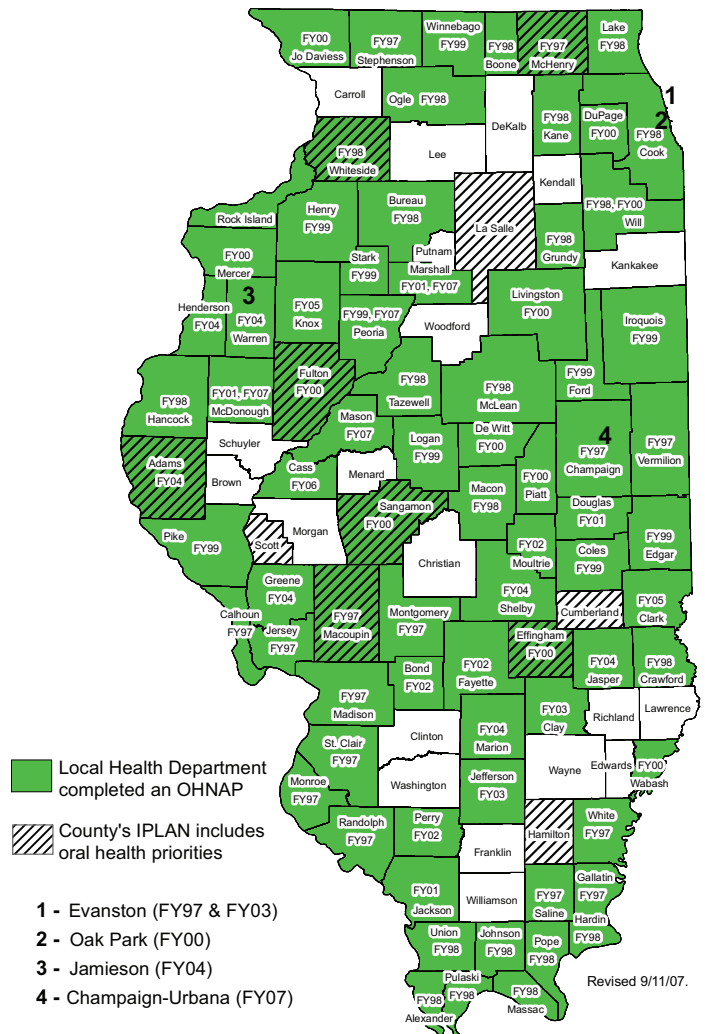 FY00
Jo Daviess
FY97
Stephenson
Winnebago
FY99
FY98
Boone
FY97
McHenry
Lake
FY98
Carroll
Ogle FY98
DeKalb
FY98
Kane
DuPage
FY00
1
2
FY98
Cook
FY98
Whiteside
Lee
Kendall
Rock Island
Henry
FY99
Bureau
FY98
La Salle
FY98, FY00
Will
FY00
Mercer
Stark
FY99
Putnam
Marshall
FY01, FY07
FY98
Grundy
Kankakee
Henderson
FY04
3
FY04
Warren
FY05
Knox
FY99, FY07
Peoria
Woodford
Livingston
FY00
Iroquois
FY99
FY98
Hancock
FY01, FY07
McDonough
Fulton
FY00
FY98
Tazewell
FY98
McLean
FY99
Ford
Schuyler
Mason
FY07
Logan
FY99
De Witt
FY00
4
FY97
Champaign
FY97
Vermilion
Adams
FY04
Brown
Cass
FY06
Menard
Macon
FY98
FY00
Piatt
Douglas
FY01
Pike
FY99
Scott
Morgan
Sangamon
FY00
Christian
FY02
Moultrie
Coles
FY99
FY99
Edgar
Calhoun
FY97
Greene
FY04
Jersey
FY97
FY97
Macoupin
Montgomery
FY97
FY04
Shelby
Cumberland
FY05
Clark
Bond
FY02
FY02
Fayette
Effingham
FY00
FY04
Jasper
FY98
Crawford
FY97
Madison
Clinton
FY04
Marion
FY03
Clay
Richland
Lawrence
St. Clair
FY97
Washington
Jefferson
FY03
Wayne
Edwards
FY00
Wabash
Monroe
FY97
Randolph
FY97
Perry
FY02
Franklin
Hamilton
White
FY97
FY01
Jackson
Williamson
FY97
Saline
Gallatin
FY97
Hardin
FY98
Union
FY98
Johnson
FY98
Pope
FY98
FY98
Alexander
Pulaski
FY98
FY98
Massac
Local Health Department
completed an OHNAP
County's IPLAN includes
oral health priorities
1 - Evanston (FY97 & FY03)
2 - Oak Park (FY00)
3 - Jamieson (FY04)
4 - Champaign-Urbana (FY07)
Revised 9/11/07.